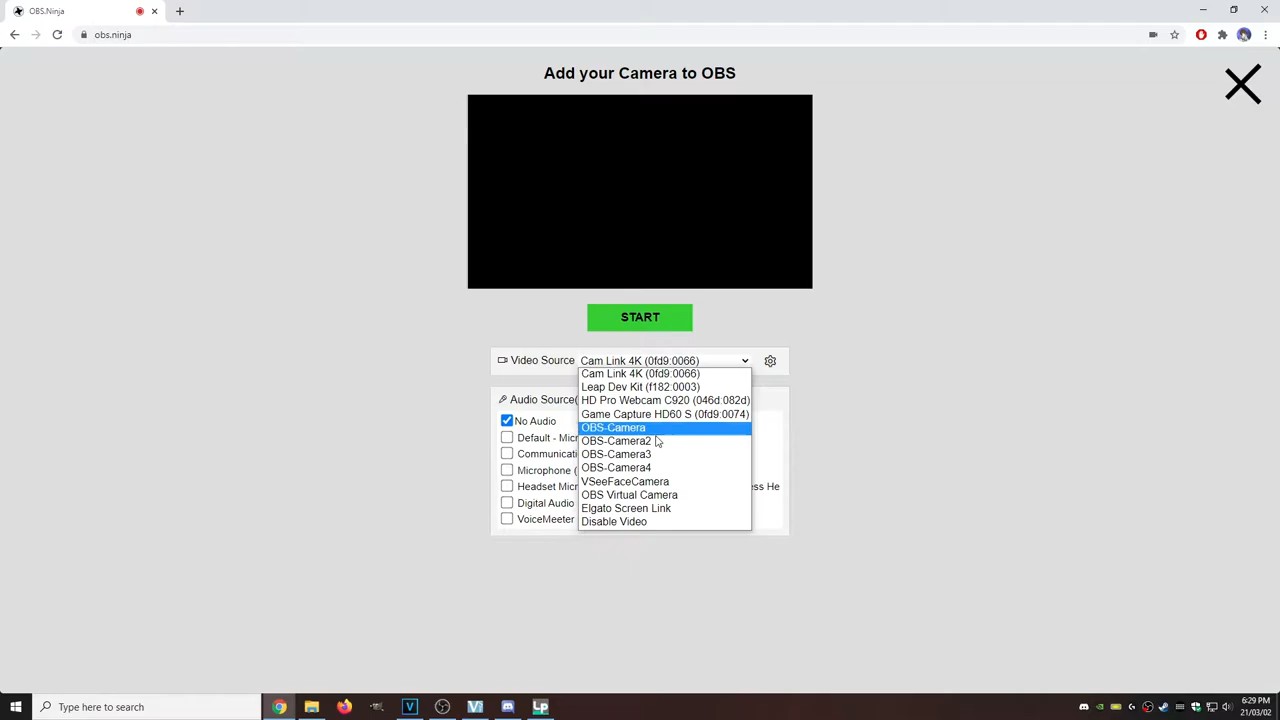 OBS.Ninja
obs.ninja
Add your Camera to OBS
START
Video Source
Cam Link 4K (0fd9:0066)
Cam Link 4K (0fd9:0066)
Leap Dev Kit (f182:0003)
HD Pro Webcam C920 (046d:082d)
Game Capture HD60 S (0fd9:0074)
OBS-Camera
OBS-Camera2
OBS-Camera3
OBS-Camera4
VSeeFaceCamera
OBS Virtual Camera
Elgato Screen Link
Disable Video
Audio Source(
No Audio
Default - Micr
Communicati
Microphone (
Headset Micr
ess He
Digital Audio
VoiceMeeter
Type here to search
6:29 PM
21/03/02